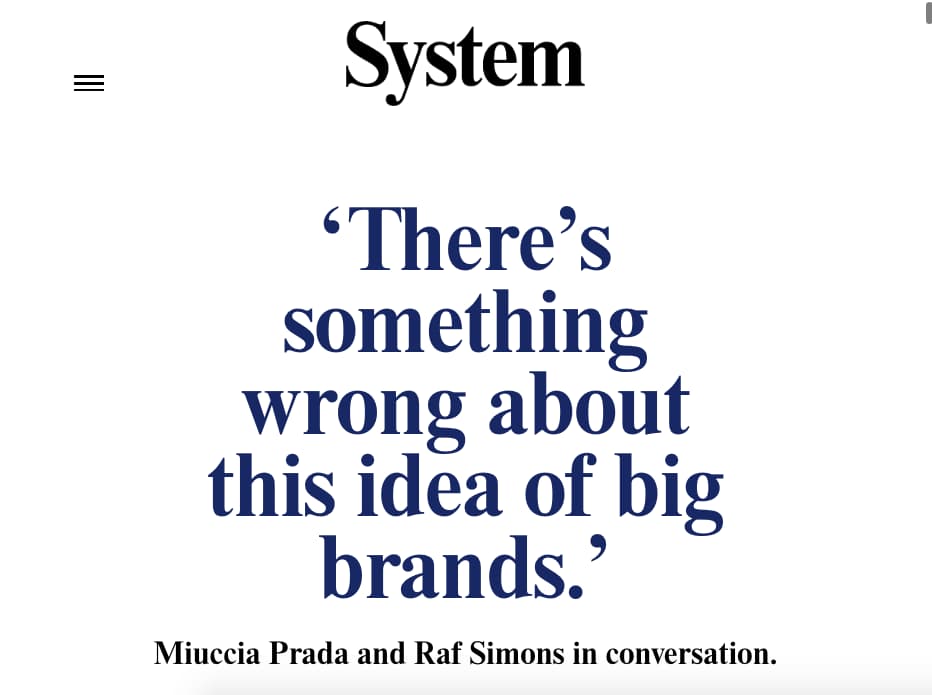 System
‘There’s
something
wrong about
this idea of big
brands.’
Miuccia Prada and Raf Simons in conversation.